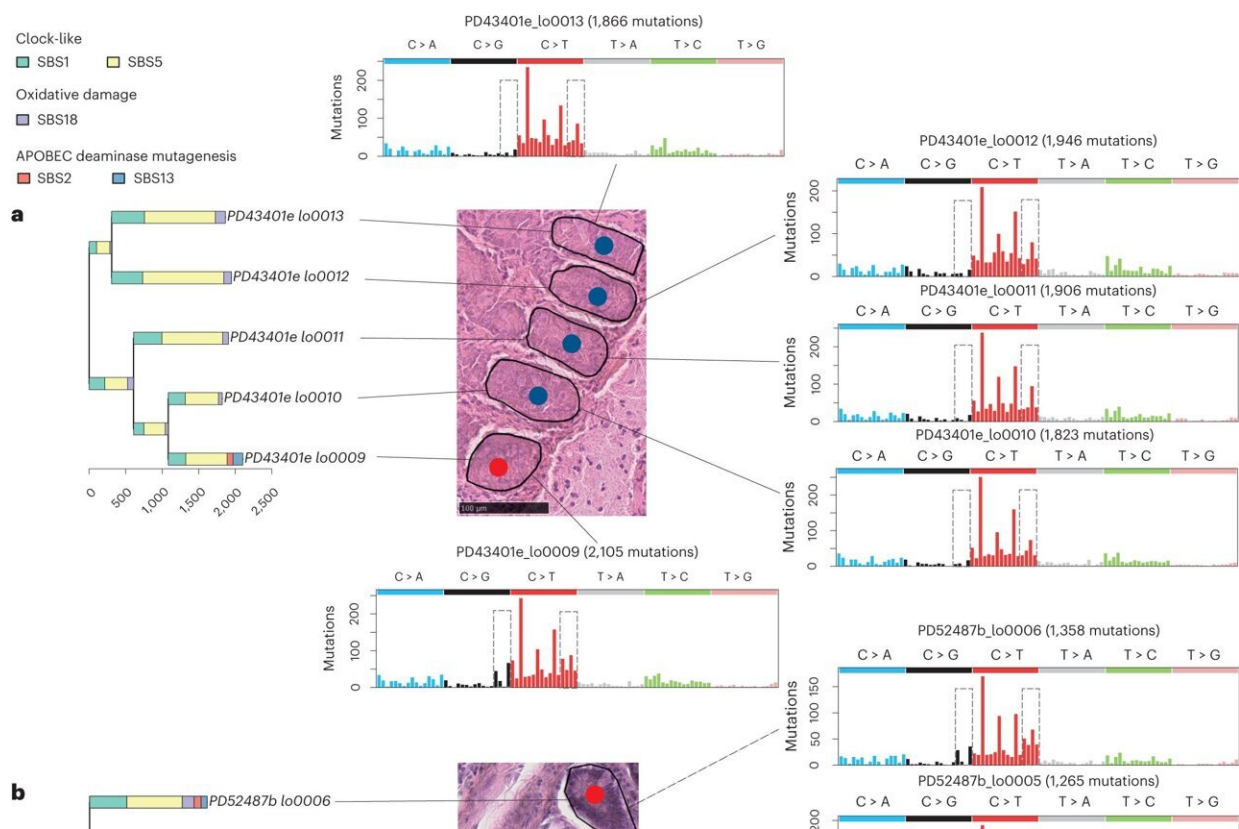 PD43401e_lo0013 (1,866 mutations)
C > A C > G C > T T > A T > C T > G
Mutations
0
100
200
Clock-like
SBS1 SBS5
Oxidative damage
SBS18
APOBEC deaminase mutagenesis
SBS2 SBS13
a
PD43401e lo0013
PD43401e lo0012
PD43401e lo0011
PD43401e lo0010
PD43401e lo0009
0 500 1,000 1,500 2,000 2,500
100 μm
PD43401e_lo0012 (1,946 mutations)
C > A C > G C > T T > A T > C T > G
Mutations
0
100
200
PD43401e_lo0011 (1,906 mutations)
C > A C > G C > T T > A T > C T > G
Mutations
0
100
200
PD43401e_lo0010 (1,823 mutations)
C > A C > G C > T T > A T > C T > G
Mutations
0
100
200
PD43401e_lo0009 (2,105 mutations)
C > A C > G C > T T > A T > C T > G
Mutations
0
100
200
PD52487b_lo0006 (1,358 mutations)
C > A C > G C > T T > A T > C T > G
Mutations
0
50
100
150
b
PD52487b lo0006
PD52487b_lo0005 (1,265 mutations)
C > A C > G C > T T > A T > C T > G
200